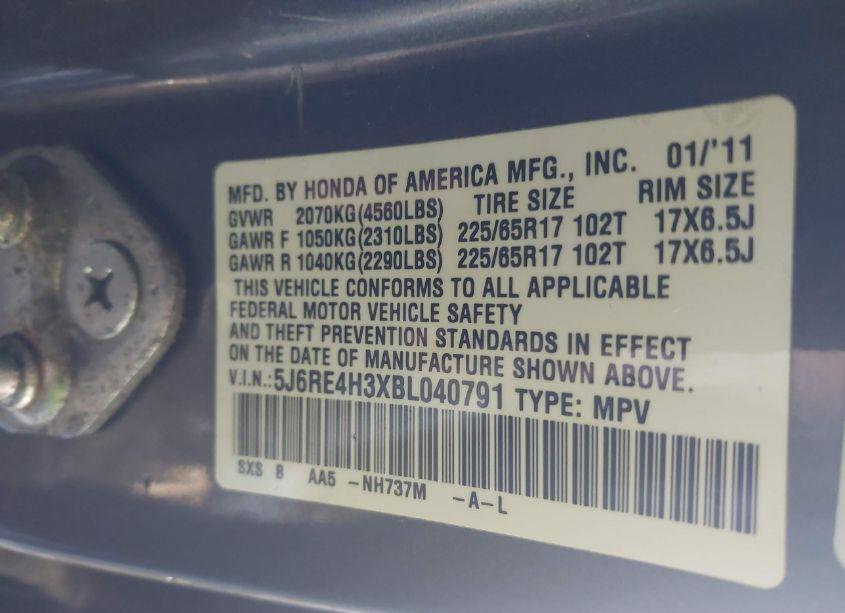 MFD. BY HONDA OF AMERICA MFG., INC. 01/'11
GVWR 2070KG(4560LBS) TIRE SIZE RIM SIZE
GAWR F 1050KG(2310LBS) 225/65R17 102T 17X6.5J
GAWR R 1040KG(2290LBS) 225/65R17 102T 17X6.5J
THIS VEHICLE CONFORMS TO ALL APPLICABLE
FEDERAL MOTOR VEHICLE SAFETY
AND THEFT PREVENTION STANDARDS IN EFFECT
ON THE DATE OF MANUFACTURE SHOWN ABOVE.
V.I.N.:5J6RE4H3XBL040791 TYPE: MPV
SXS B AA5 -NH737M -A-L